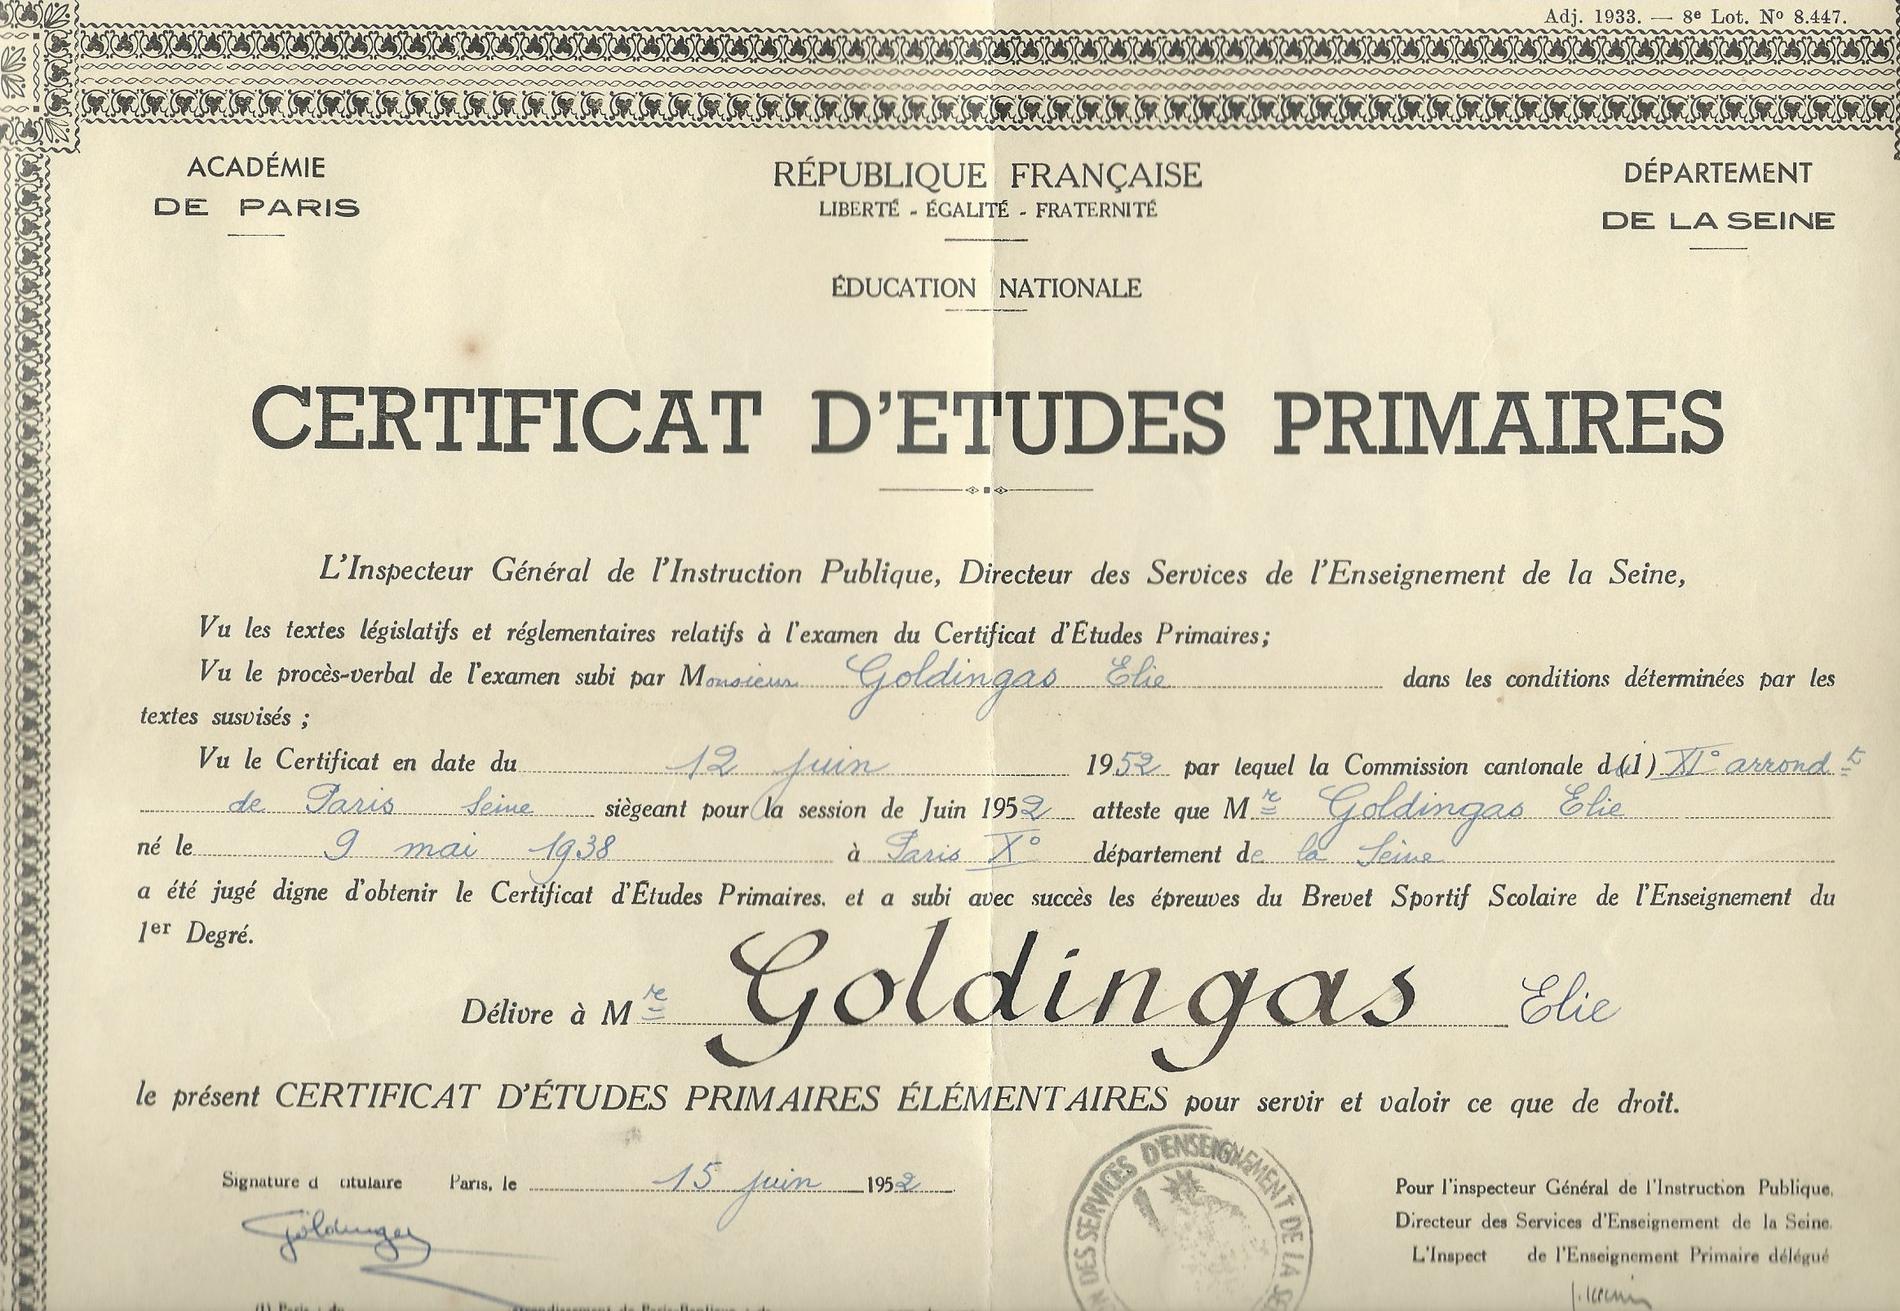 Adj. 1933. — 8e Lot. No 8.447.
ACADÉMIE
DE PARIS
RÉPUBLIQUE FRANÇAISE
LIBERTÉ - ÉGALITÉ - FRATERNITÉ
DÉPARTEMENT
DE LA SEINE
ÉDUCATION NATIONALE
CERTIFICAT D'ETUDES PRIMAIRES
L'Inspecteur Général de l'Instruction Publique, Directeur des Services de l'Enseignement de la Seine,
Vu les textes législatifs et réglementaires relatifs à l'examen du Certificat d'Études Primaires;
Vu le procès-verbal de l'examen subi par Monsieur Goldingas Elie dans les conditions déterminées par les
textes susvisés ;
Vu le Certificat en date du 12 juin 1952 par lequel la Commission cantonale du (1) XI° arrondt
de Paris Seine siégeant pour la session de Juin 1952 atteste que Mr Goldingas Elie
né le 9 mai 1938 à Paris X° département de la Seine
a été jugé digne d'obtenir le Certificat d'Études Primaires, et a subi avec succès les épreuves du Brevet Sportif Scolaire de l'Enseignement du
1er Degré.
Délivre à Mr Goldingas Elie
le présent CERTIFICAT D'ÉTUDES PRIMAIRES ÉLÉMENTAIRES pour servir et valoir ce que de droit.
Signature d titulaire Paris, le 15 juin 1952
DES SERVICES D'ENSEIGNEMENT DE LA
Pour l'inspecteur Général de l'Instruction Publique,
Directeur des Services d'Enseignement de la Seine.
L'Inspect de l'Enseignement Primaire délégué